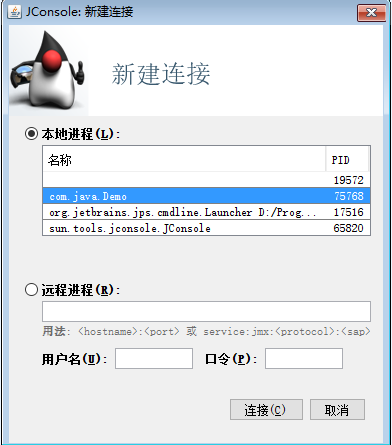 JConsole: 新建连接
新建连接
本地进程(L):
名称 PID
19572
com.java.Demo 75768
org.jetbrains.jps.cmdline.Launcher D:/Prog... 17516
sun.tools.jconsole.JConsole 65820
远程进程(R):
用法: <hostname>:<port> 或 service:jmx:<protocol>:<sap>
用户名(U): 口令(P):
连接(C) 取消